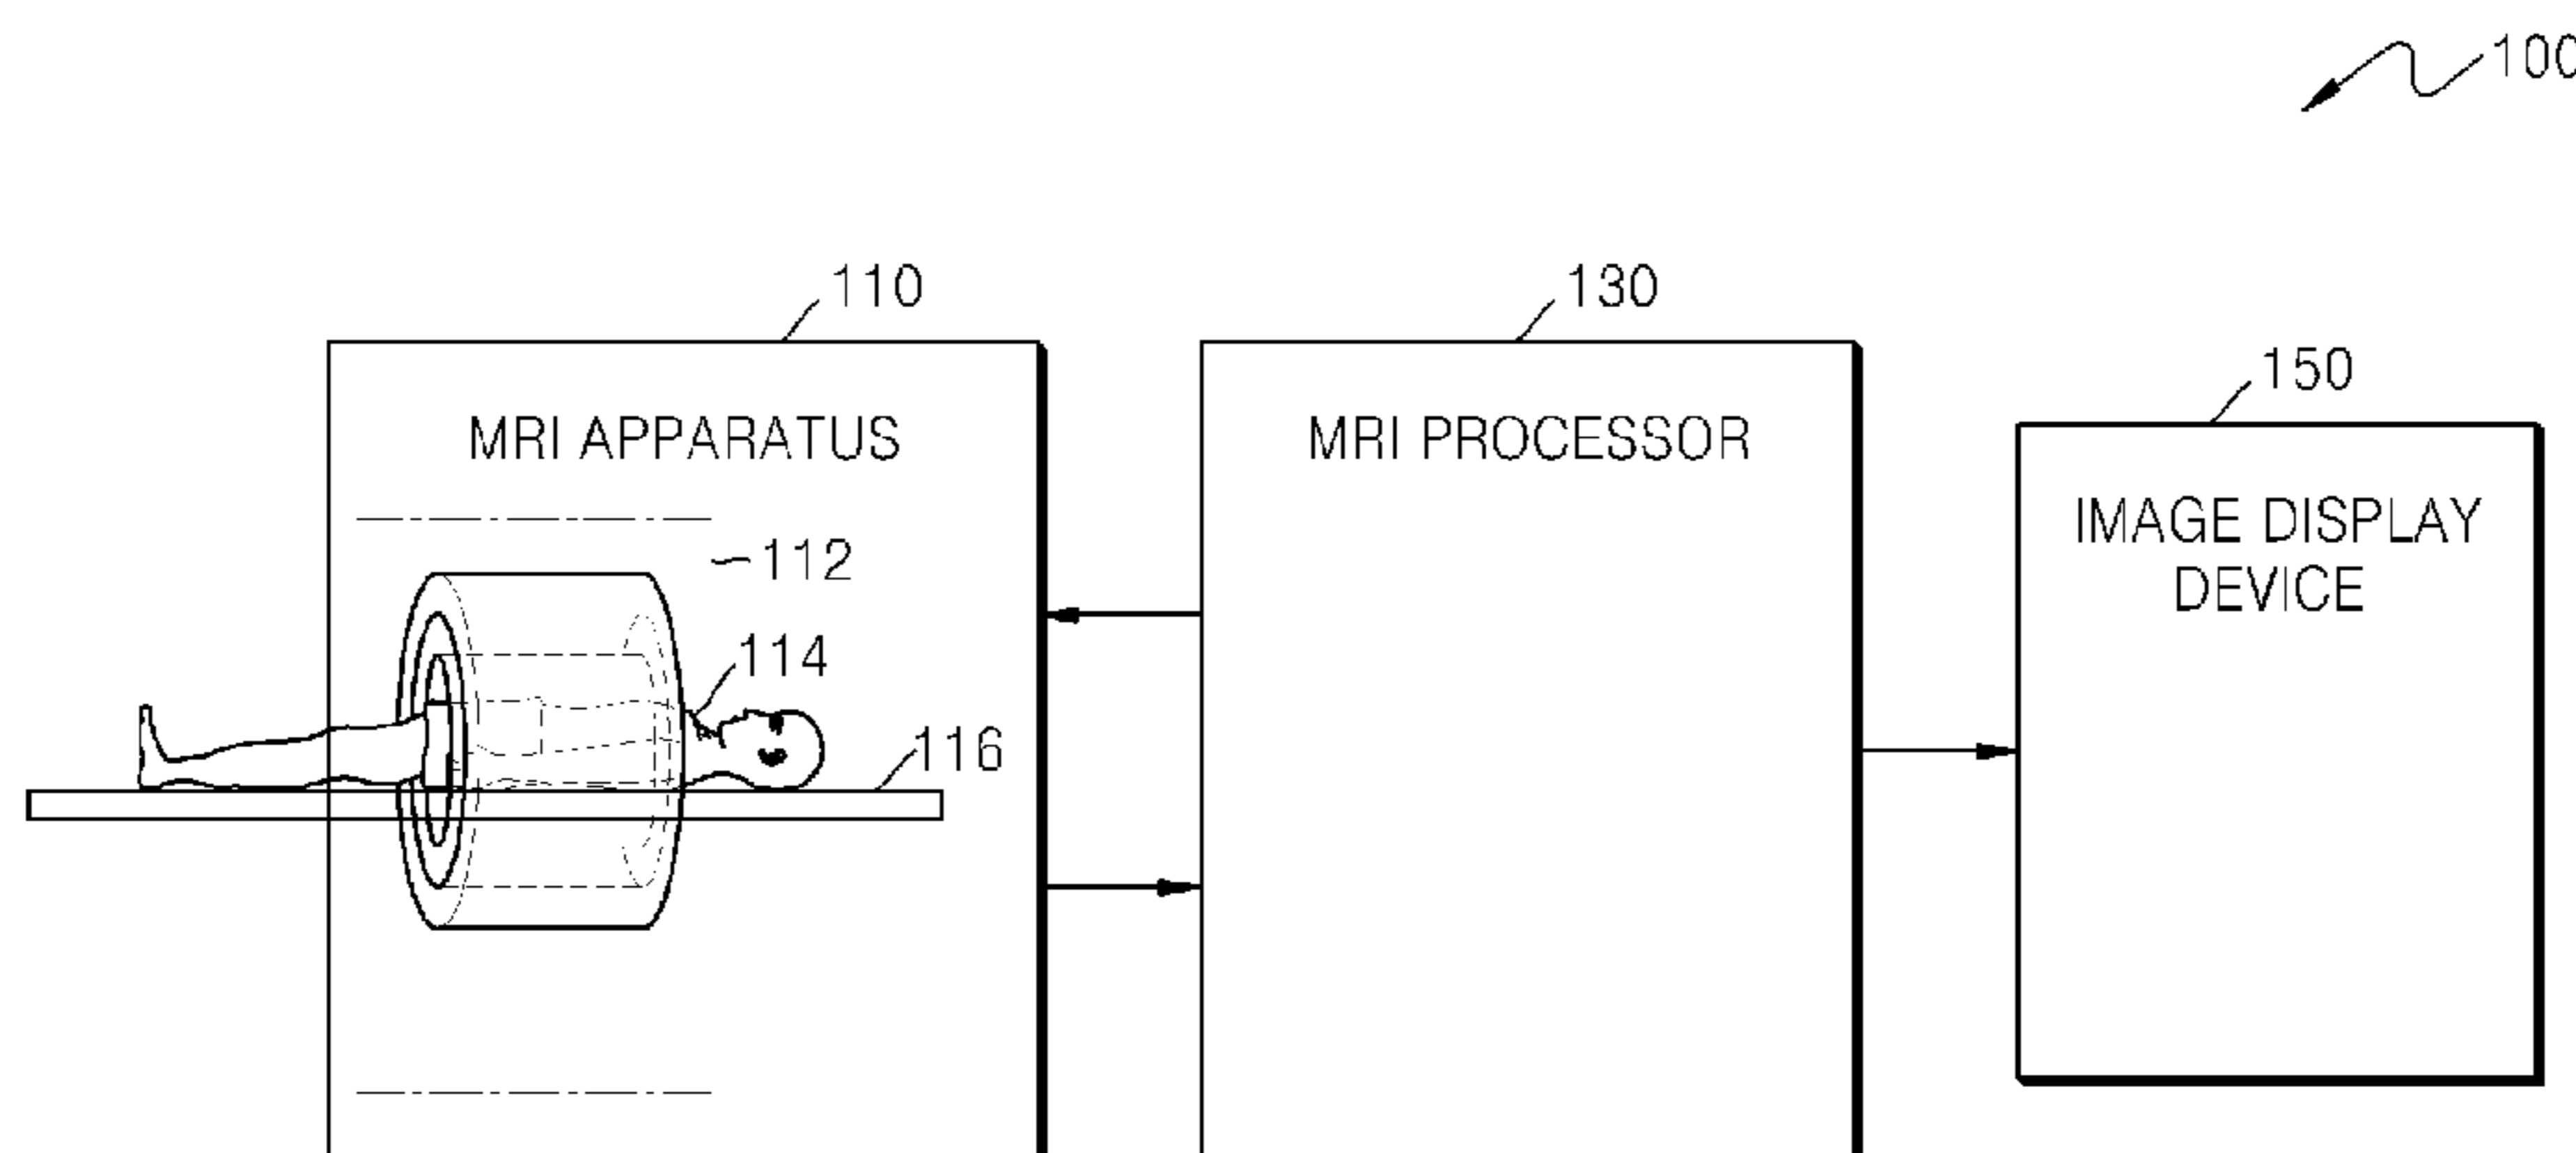 100
110
130
150
MRI APPARATUS
MRI PROCESSOR
IMAGE DISPLAY
DEVICE
112
114
116